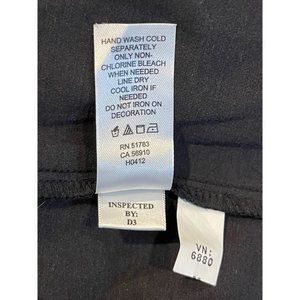 HAND WASH COLD
SEPARATELY
ONLY NON-
CHLORINE BLEACH
WHEN NEEDED
LINE DRY
COOL IRON IF
NEEDED
DO NOT IRON ON
DECORATION
RN 51783
CA 56910
H0412
INSPECTED
BY:
D3
VN:
6880